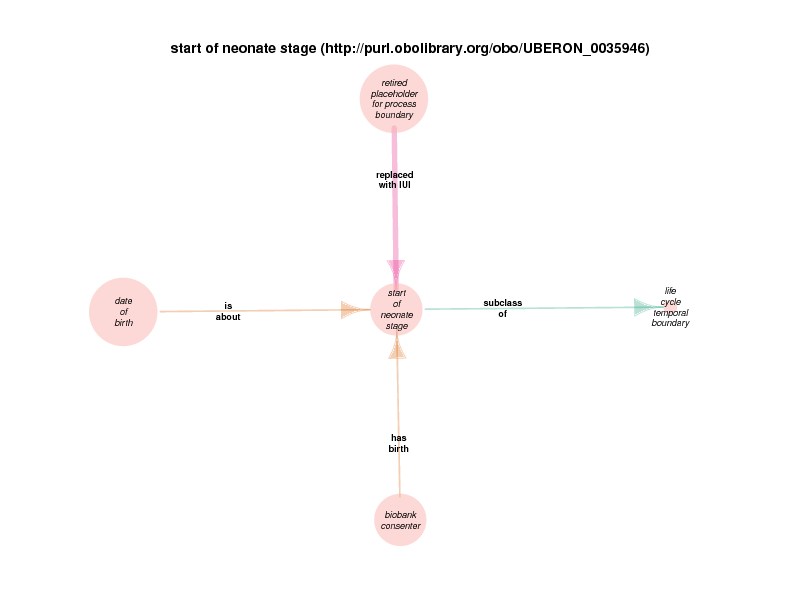 start of neonate stage (http://purl.obolibrary.org/obo/UBERON_0035946)
retired
placeholder
for process
boundary
replaced
with IUI
date
of
birth
is
about
start
of
neonate
stage
subclass
of
life
cycle
temporal
boundary
has
birth
biobank
consenter